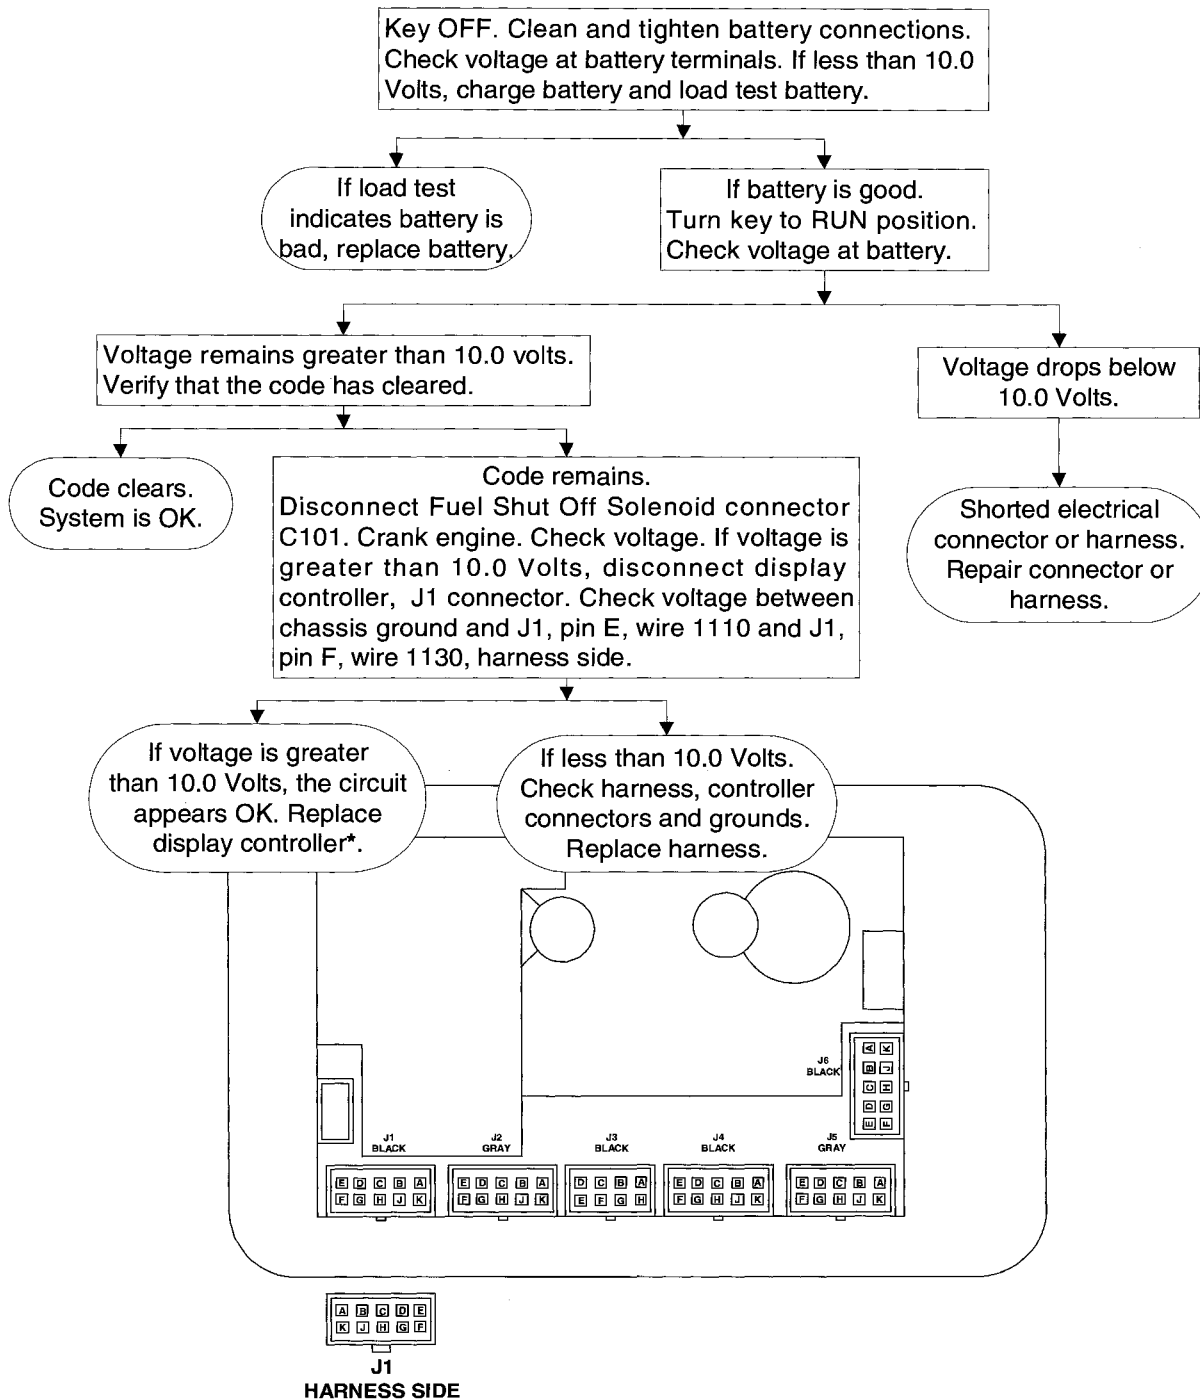 Key OFF. Clean and tighten battery connections.
Check voltage at battery terminals. If less than 10.0
Volts, charge battery and load test battery.
If load test
indicates battery is
bad, replace battery.
If battery is good.
Turn key to RUN position.
Check voltage at battery.
Voltage remains greater than 10.0 volts.
Verify that the code has cleared.
Voltage drops below
10.0 Volts.
Code clears.
System is OK.
Code remains.
Disconnect Fuel Shut Off Solenoid connector
C101. Crank engine. Check voltage. If voltage is
greater than 10.0 Volts, disconnect display
controller, J1 connector. Check voltage between
chassis ground and J1, pin E, wire 1110 and J1,
pin F, wire 1130, harness side.
Shorted electrical
connector or harness.
Repair connector or
harness.
If voltage is greater
than 10.0 Volts, the circuit
appears OK. Replace
display controller*.
If less than 10.0 Volts.
Check harness, controller
connectors and grounds.
Replace harness.
J6
BLACK
A K
B J
C H
D G
E F
J1
BLACK
J2
GRAY
J3
BLACK
J4
BLACK
J5
GRAY
E D C B A
F G H J K
E D C B A
F G H J K
D C B A
E F G H
E D C B A
F G H J K
E D C B A
F G H J K
A B C D E
K J H G F
J1
HARNESS SIDE